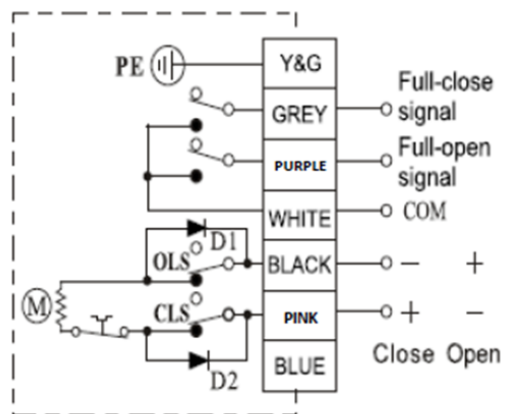 PE
Y&G
GREY
Full-close
signal
PURPLE
Full-open
signal
WHITE
COM
D1
OLS
BLACK
− +
M
CLS
PINK
+ −
Close Open
D2
BLUE